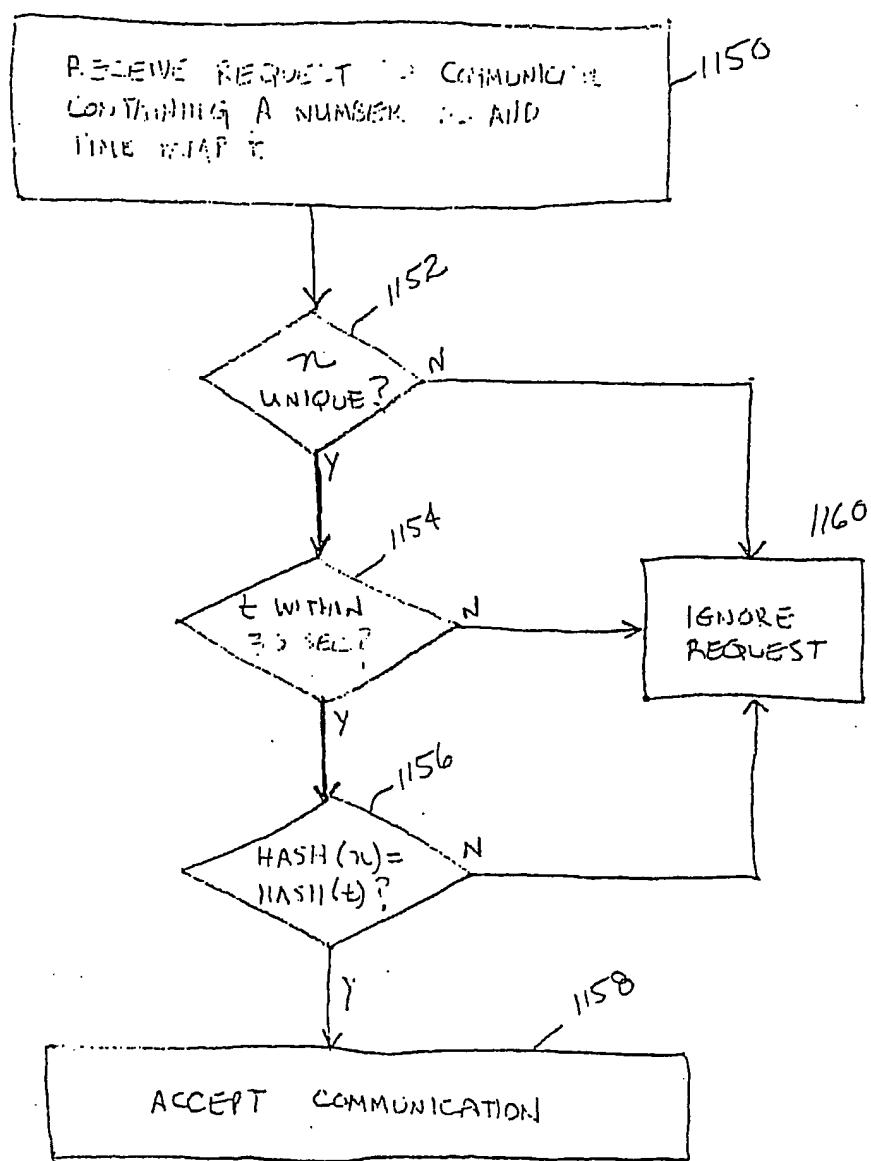 RECEIVE REQUEST COMMUNICATE
CONTAINING A NUMBER AND
TIME
1150
1152
n
UNIQUE?
N
Y
1154
t WITHIN
SEC?
N
Y
1160
IGNORE
REQUEST
1156
HASH(n)=
HASH(t)?
N
Y
1158
ACCEPT COMMUNICATION